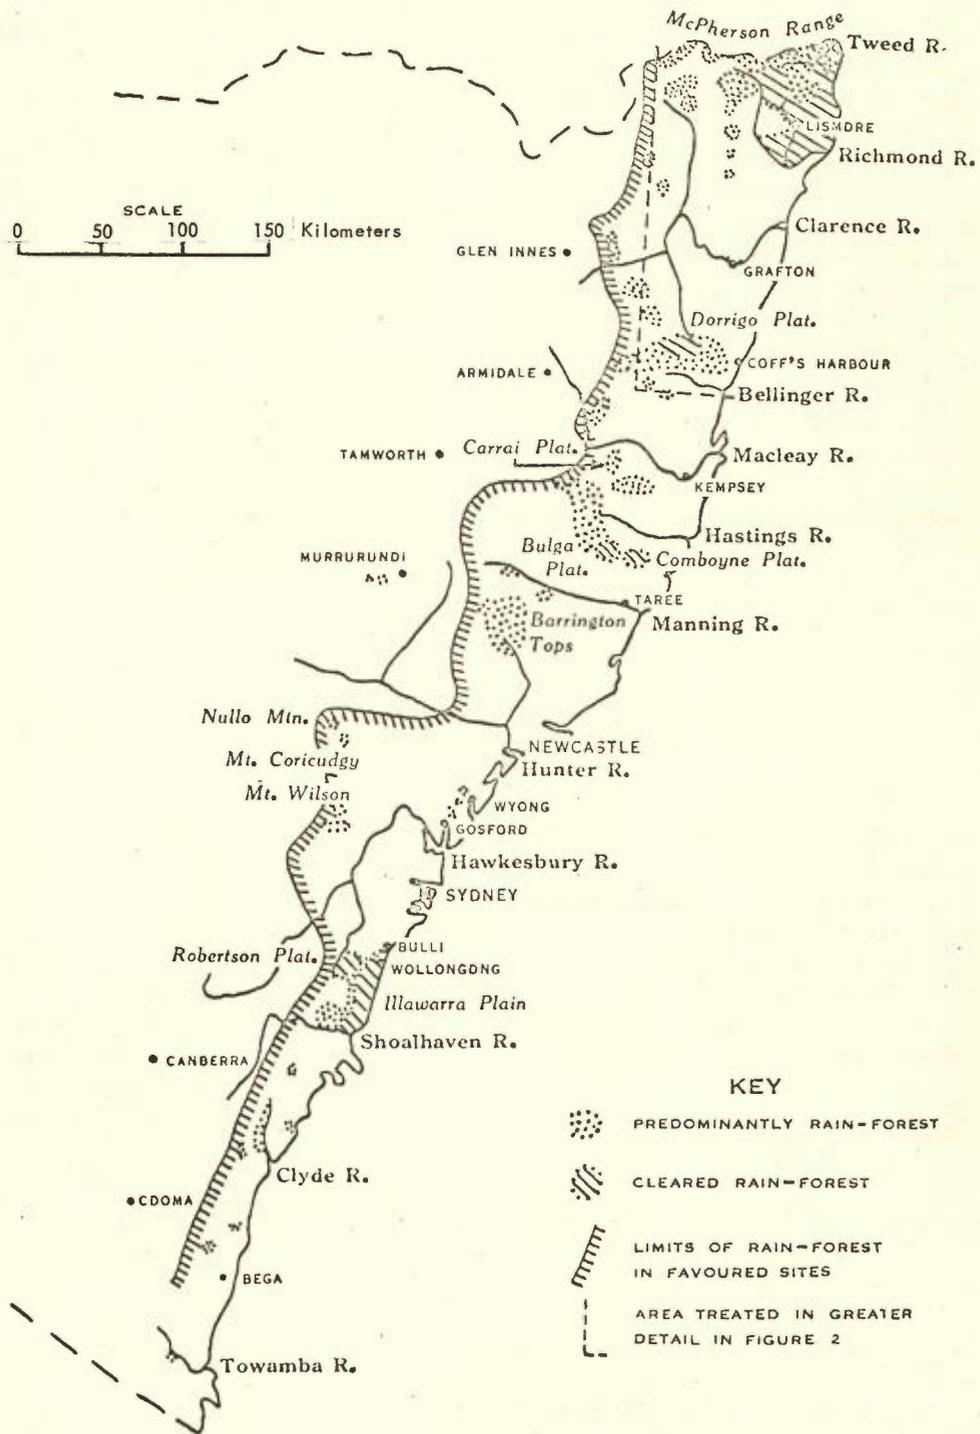 McPherson Range
Tweed R.
LISMORE
Richmond R.
SCALE
0 50 100 150 Kilometers
Clarence R.
GLEN INNES
GRAFTON
Dorrigo Plat.
COFF'S HARBOUR
ARMIDALE
Bellinger R.
TAMWORTH
Carrai Plat.
Macleay R.
KEMPSEY
Hastings R.
Bulga
Plat.
Comboyne Plat.
MURRURUNDI
TAREE
Manning R.
Barrington
Tops
Nullo Mtn.
NEWCASTLE
Hunter R.
Mt. Coricudgy
Mt. Wilson
WYONG
GOSFORD
Hawkesbury R.
SYDNEY
BULLI
Robertson Plat.
WOLLONGONG
Illawarra Plain
Shoalhaven R.
CANBERRA
KEY
PREDOMINANTLY RAIN-FOREST
Clyde R.
CLEARED RAIN-FOREST
COOMA
LIMITS OF RAIN-FOREST
IN FAVOURED SITES
BEGA
AREA TREATED IN GREATER
DETAIL IN FIGURE 2
Towamba R.